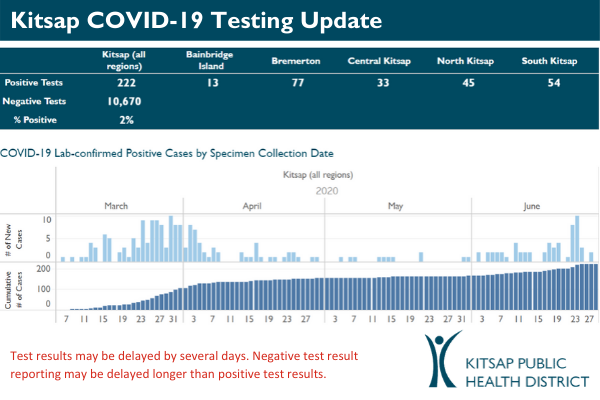 Kitsap COVID-19 Testing Update
Kitsap (all regions) Bainbridge Island Bremerton Central Kitsap North Kitsap South Kitsap
Positive Tests 222 13 77 33 45 54
Negative Tests 10,670
% Positive 2%
COVID-19 Lab-confirmed Positive Cases by Specimen Collection Date
Kitsap (all regions)
2020
March April May June
# of New Cases
10
5
0
Cumulative # of Cases
200
100
0
7 11 15 19 23 27 31 3 7 11 15 19 23 27 3 7 11 15 19 23 27 31 3 7 11 15 19 23 27
Test results may be delayed by several days. Negative test result
reporting may be delayed longer than positive test results.
KITSAP PUBLIC
HEALTH DISTRICT